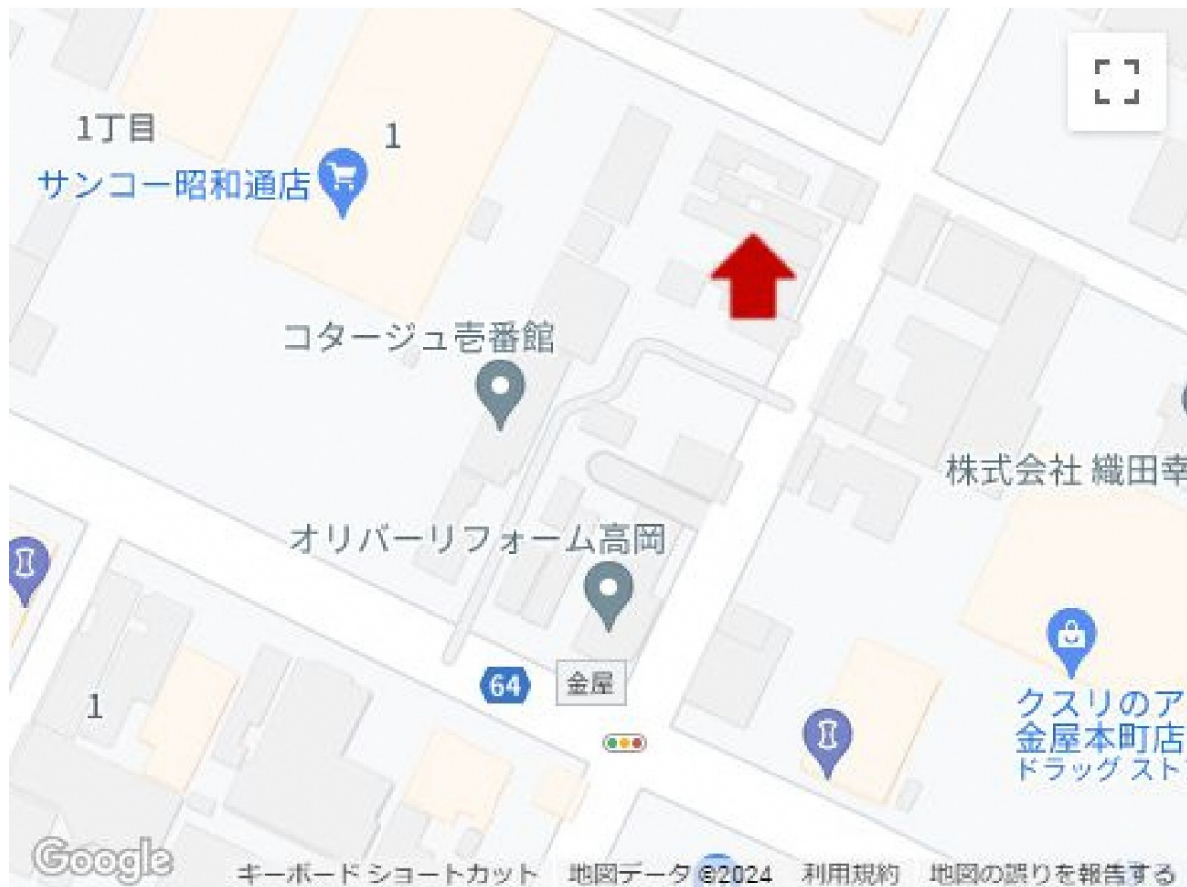 1丁目
1
サンコー昭和通店
コタージュ壱番館
株式会社 織田幸
オリバーリフォーム高岡
64
金屋
1
クスリのア
金屋本町店
ドラッグ スト
Google
キーボード ショートカット
地図データ ©2024
利用規約
地図の誤りを報告する